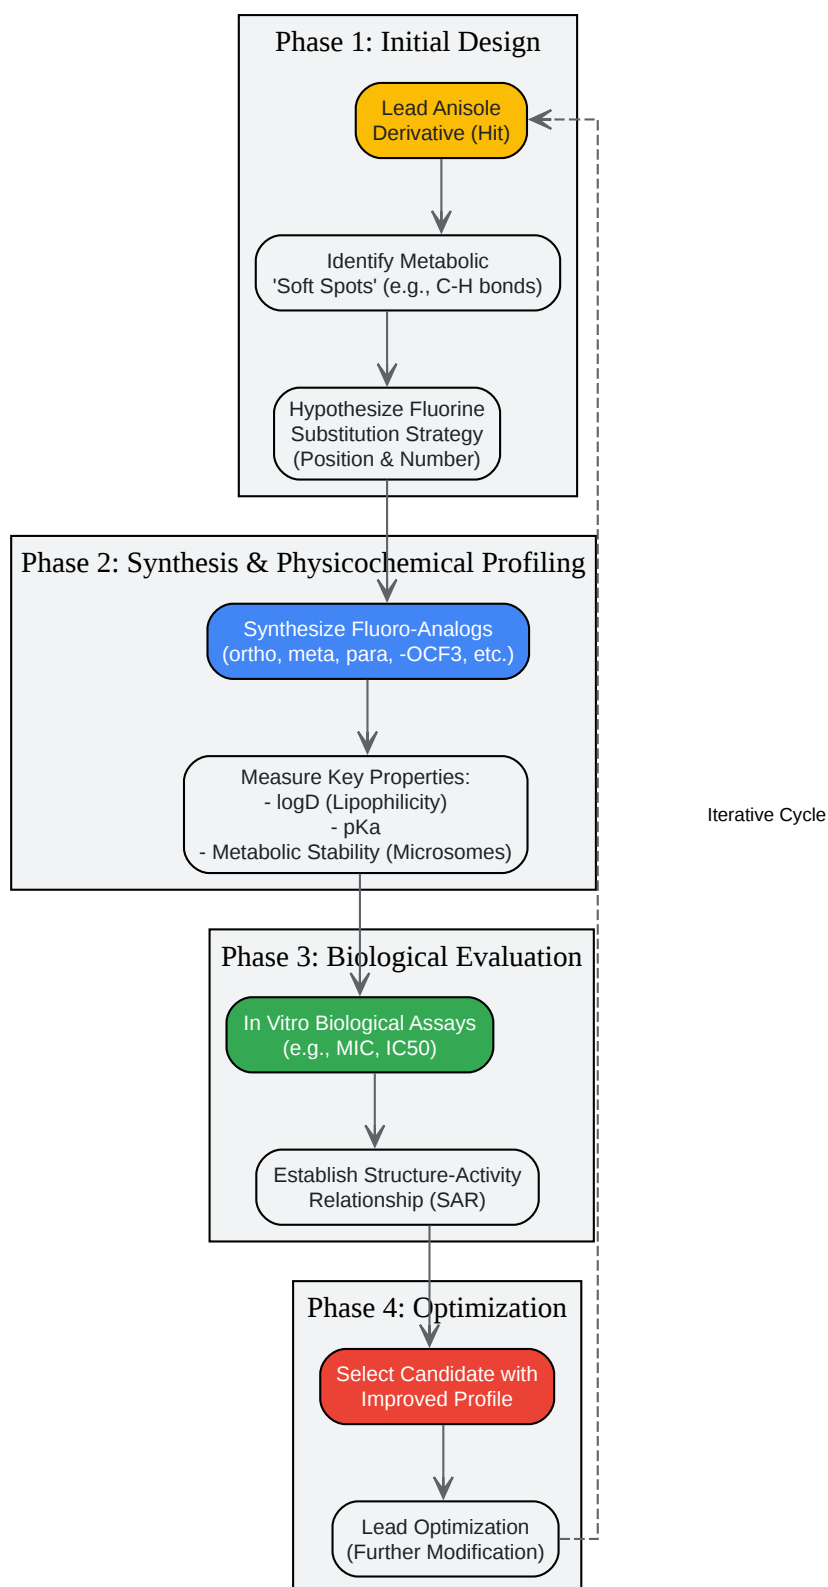 Phase 1: Initial Design
Lead Anisole
Derivative (Hit)
Identify Metabolic
'Soft Spots' (e.g., C-H bonds)
Hypothesize Fluorine
Substitution Strategy
(Position & Number)
Phase 2: Synthesis & Physicochemical Profiling
Synthesize Fluoro-Analogs
(ortho, meta, para, -OCF3, etc.)
Measure Key Properties:
- logD (Lipophilicity)
- pKa
- Metabolic Stability (Microsomes)
Iterative Cycle
Phase 3: Biological Evaluation
In Vitro Biological Assays
(e.g., MIC, IC50)
Establish Structure-Activity
Relationship (SAR)
Phase 4: Optimization
Select Candidate with
Improved Profile
Lead Optimization
(Further Modification)